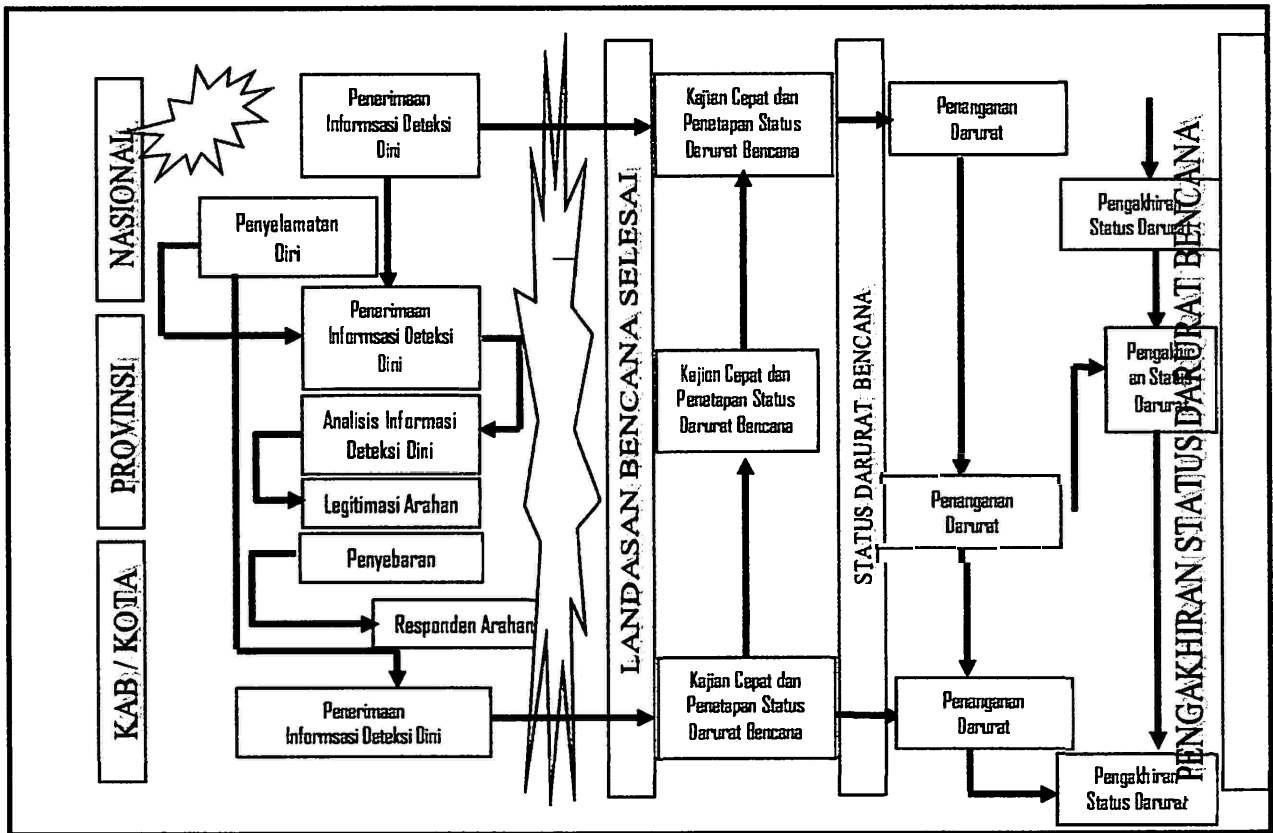 NASIONAL
PROVINSI
KAB / KOTA
Penerimaan
Informsasi Deteksi
Dini
Penyelamatan
Diri
Penerimaan
Informsasi Deteksi
Dini
Analisis Informasi
Deteksi Dini
Legitimasi Arahan
Penyebaran
Responden Arahan
Penerimaan
Informsasi Deteksi Dini
LANDASAN BENCANA SELESAI
Kajian Cepat dan
Penetapan Status
Darurat Bencana
Kajian Cepat dan
Penetapan Status
Darurat Bencana
Kajian Cepat dan
Penetapan Status
Darurat Bencana
STATUS DARURAT BENCANA
Penanganan
Darurat
Penanganan
Darurat
Penanganan
Darurat
Pengakhiran
Status Darurat
Pengakhir
an Status
Darurat
Pengakhiran
Status Darurat
PENGAKHIRAN STATUS DARURAT BENCANA